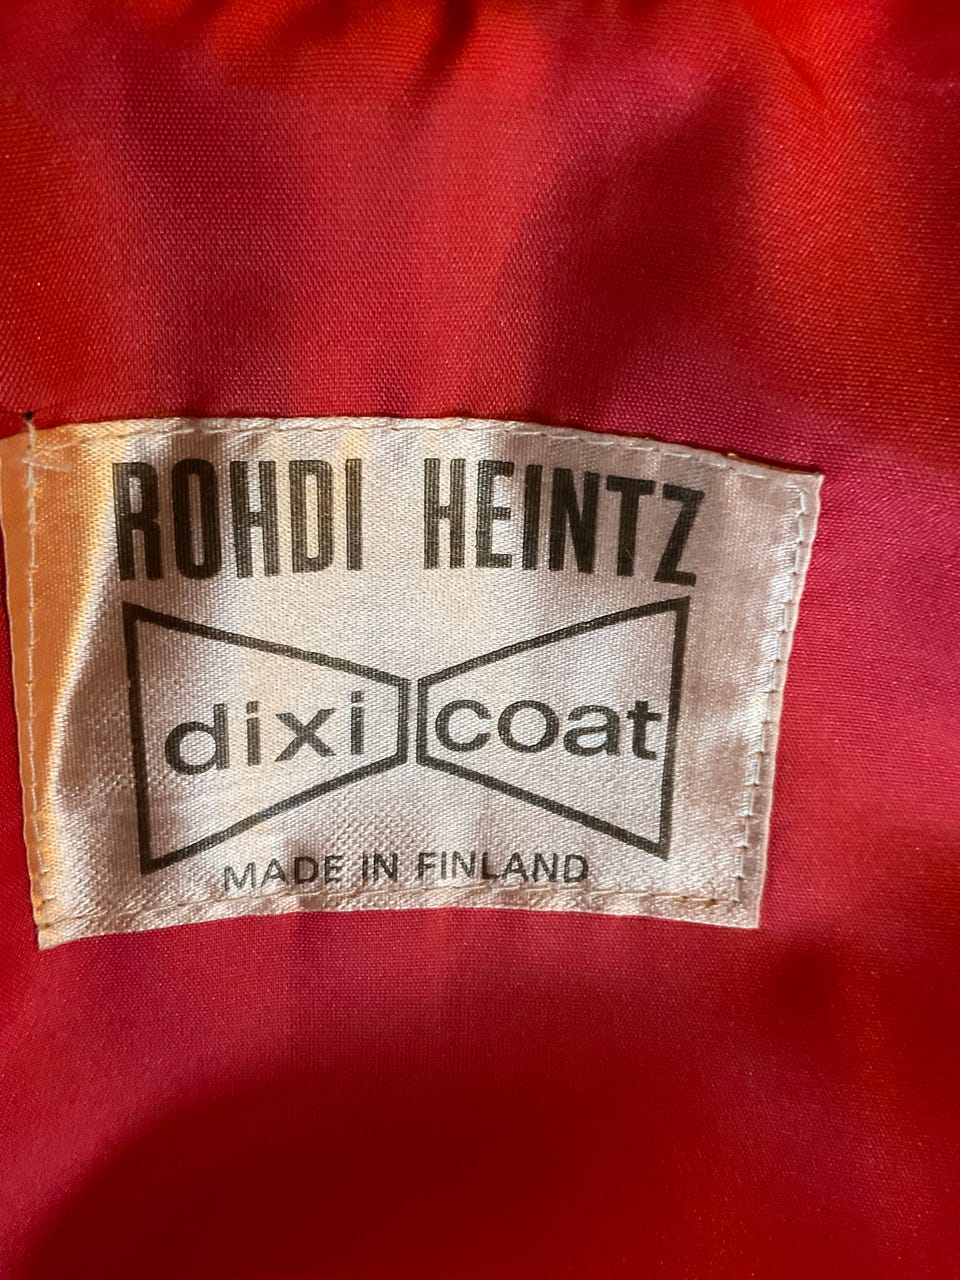 ROHDI HEINTZ
dixi coat
MADE IN FINLAND